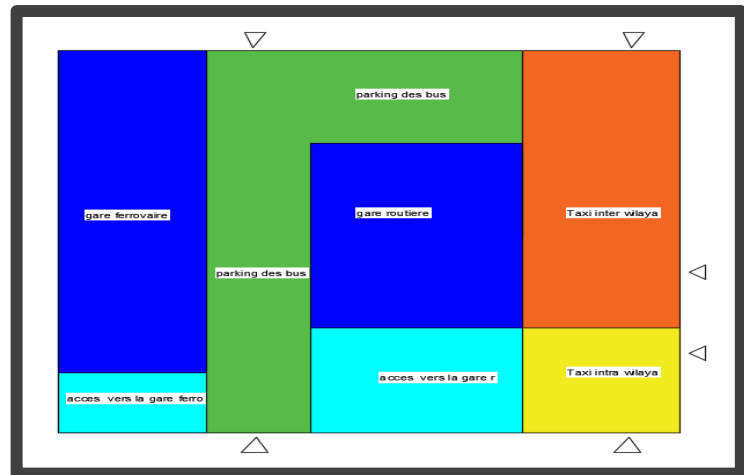 parking des bus
gare ferrovaire
gare routiere
Taxi inter wilaya
parking des bus
acces vers la gare r
Taxi intra wilaya
acces vers la gare ferro